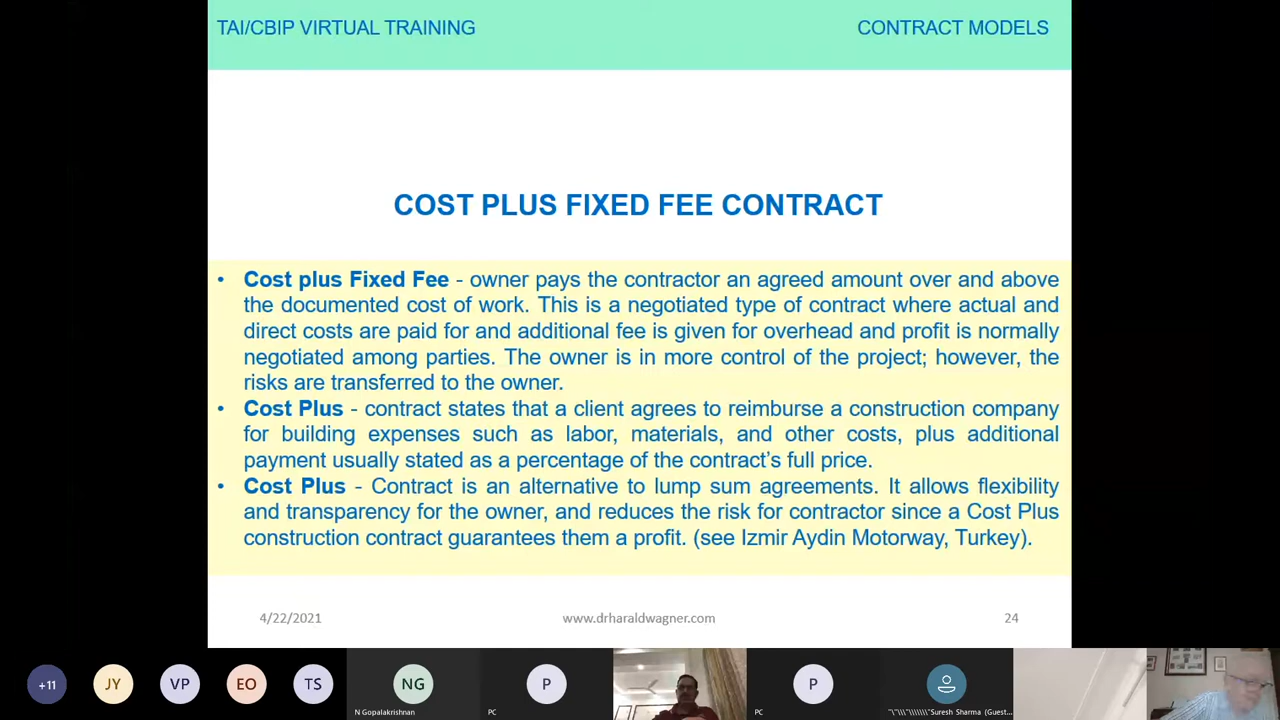 TAI/CBIP VIRTUAL TRAINING
CONTRACT MODELS
COST PLUS FIXED FEE CONTRACT
• Cost plus Fixed Fee - owner pays the contractor an agreed amount over and above
the documented cost of work. This is a negotiated type of contract where actual and
direct costs are paid for and additional fee is given for overhead and profit is normally
negotiated among parties. The owner is in more control of the project; however, the
risks are transferred to the owner.
• Cost Plus - contract states that a client agrees to reimburse a construction company
for building expenses such as labor, materials, and other costs, plus additional
payment usually stated as a percentage of the contract's full price.
• Cost Plus - Contract is an alternative to lump sum agreements. It allows flexibility
and transparency for the owner, and reduces the risk for contractor since a Cost Plus
construction contract guarantees them a profit. (see Izmir Aydin Motorway, Turkey).
4/22/2021
www.drharaldwagner.com
24
+11
JY
VP
EO
TS
NG
P
P
N Gopalakrishnan
PC
PC
"\"\\\"\\\\\\\"Suresh Sharma (Guest...